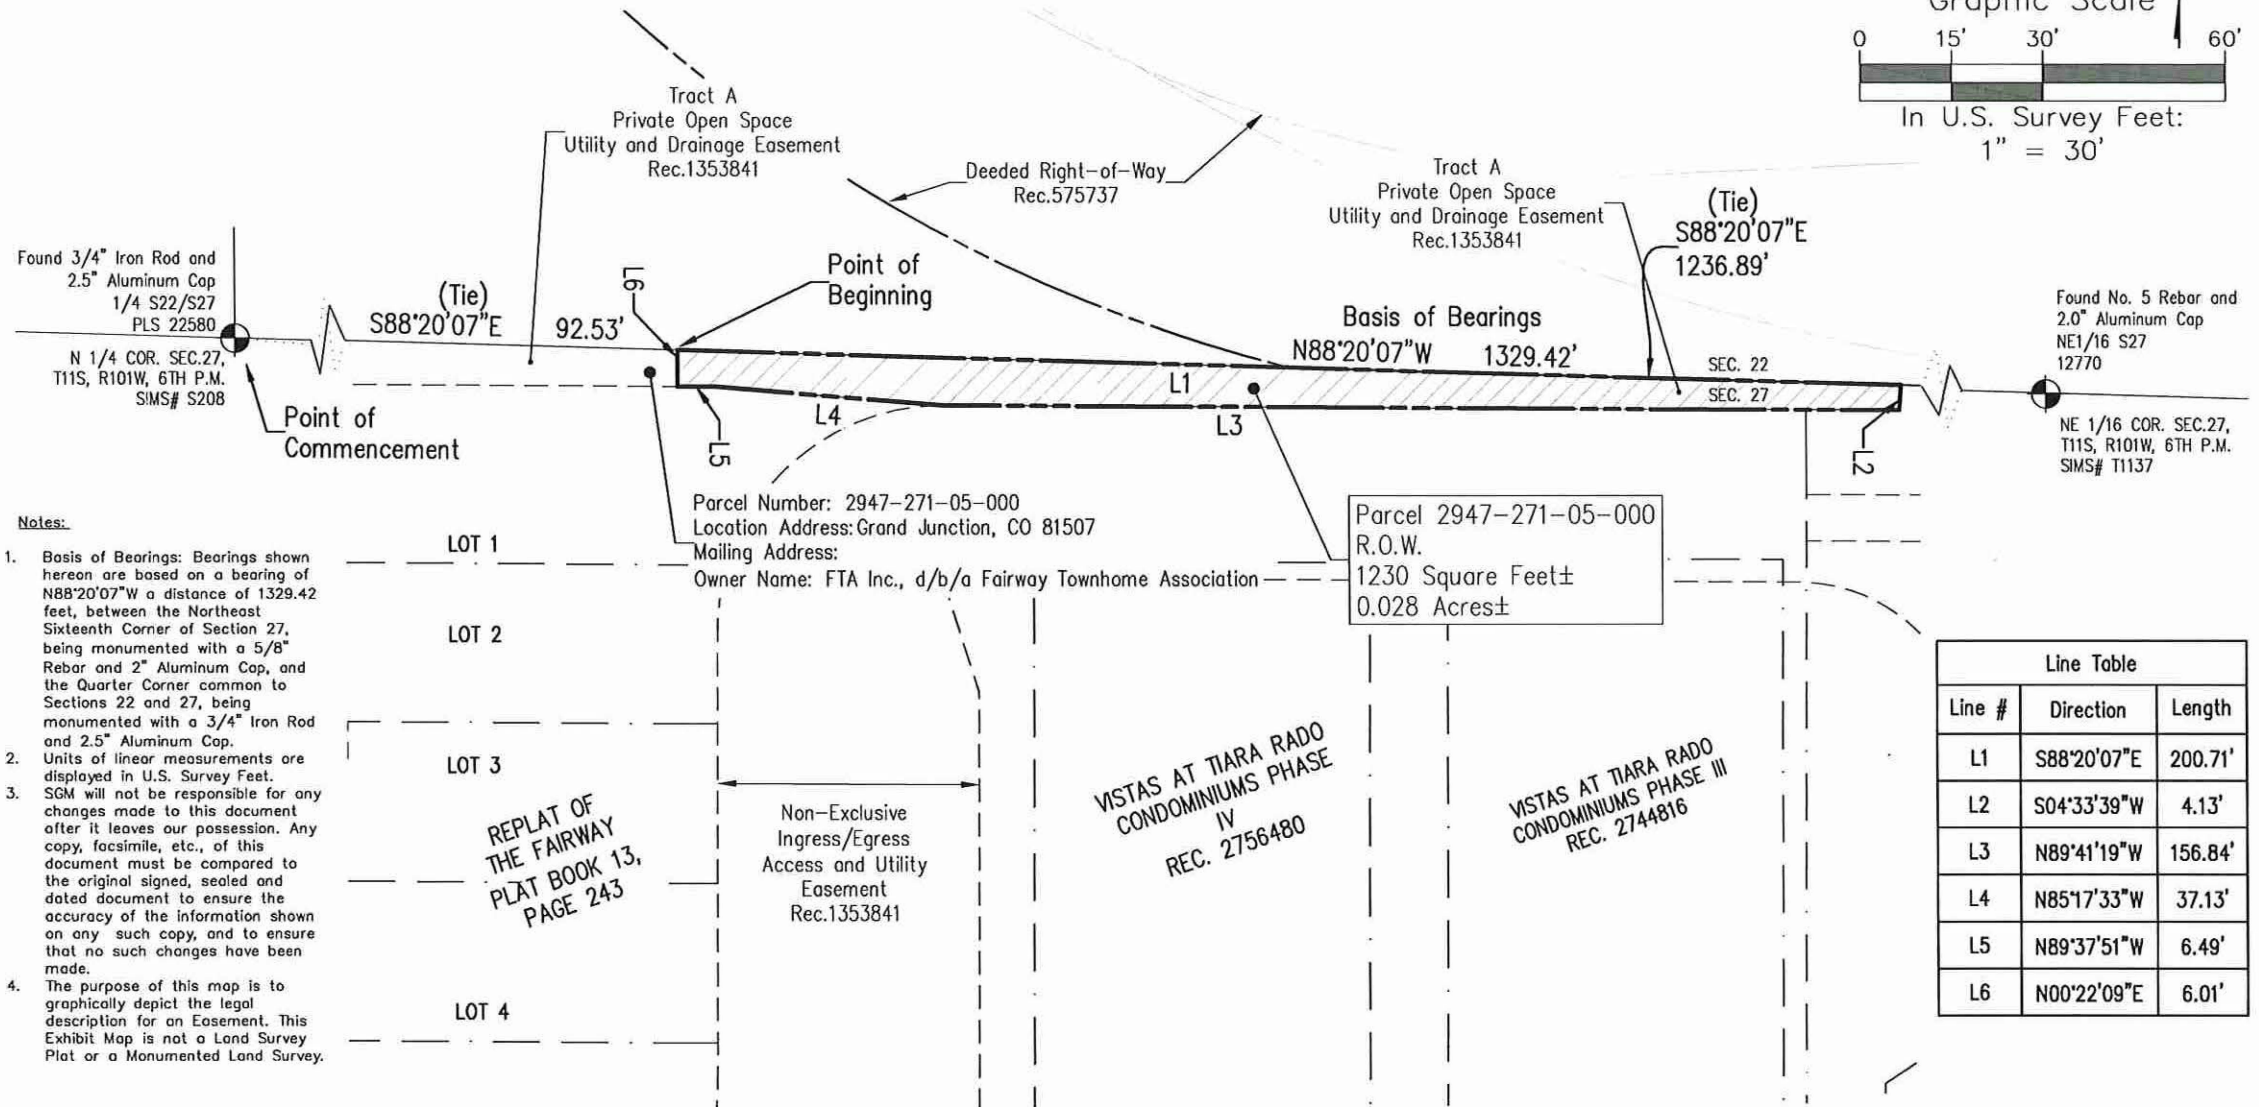 Graphic Scale
0 15' 30' 60'
In U.S. Survey Feet:
1" = 30'
Tract A
Private Open Space
Utility and Drainage Easement
Rec.1353841
Deeded Right-of-Way
Rec.575737
Tract A
Private Open Space
Utility and Drainage Easement
Rec.1353841
(Tie)
S88°20'07"E
1236.89'
Found 3/4" Iron Rod and
2.5" Aluminum Cap
1/4 S22/S27
PLS 22580
N 1/4 COR. SEC.27,
T11S, R101W, 6TH P.M.
SIMS# S208
Point of
Commencement
(Tie)
S88°20'07"E 92.53'
L6
Point of
Beginning
Basis of Bearings
N88°20'07"W 1329.42'
SEC. 22
SEC. 27
L1
L4
L3
L5
L2
Found No. 5 Rebar and
2.0" Aluminum Cap
NE1/16 S27
12770
NE 1/16 COR. SEC.27,
T11S, R101W, 6TH P.M.
SIMS# T1137
Parcel Number: 2947-271-05-000
Location Address: Grand Junction, CO 81507
Mailing Address:
Owner Name: FTA Inc., d/b/a Fairway Townhome Association
Parcel 2947-271-05-000
R.O.W.
1230 Square Feet±
0.028 Acres±
Notes:
1. Basis of Bearings: Bearings shown
hereon are based on a bearing of
N88°20'07"W a distance of 1329.42
feet, between the Northeast
Sixteenth Corner of Section 27,
being monumented with a 5/8"
Rebar and 2" Aluminum Cap, and
the Quarter Corner common to
Sections 22 and 27, being
monumented with a 3/4" Iron Rod
and 2.5" Aluminum Cap.
2. Units of linear measurements are
displayed in U.S. Survey Feet.
3. SGM will not be responsible for any
changes made to this document
after it leaves our possession. Any
copy, facsimile, etc., of this
document must be compared to
the original signed, sealed and
dated document to ensure the
accuracy of the information shown
on any such copy, and to ensure
that no such changes have been
made.
4. The purpose of this map is to
graphically depict the legal
description for an Easement. This
Exhibit Map is not a Land Survey
Plat or a Monumented Land Survey.
LOT 1
LOT 2
LOT 3
LOT 4
REPLAT OF
THE FAIRWAY
PLAT BOOK 13,
PAGE 243
Non-Exclusive
Ingress/Egress
Access and Utility
Easement
Rec.1353841
VISTAS AT TIARA RADO
CONDOMINIUMS PHASE
IV
REC. 2756480
VISTAS AT TIARA RADO
CONDOMINIUMS PHASE III
REC. 2744816
Line Table
Line # Direction Length
L1 S88°20'07"E 200.71'
L2 S04°33'39"W 4.13'
L3 N89°41'19"W 156.84'
L4 N85°17'33"W 37.13'
L5 N89°37'51"W 6.49'
L6 N00°22'09"E 6.01'